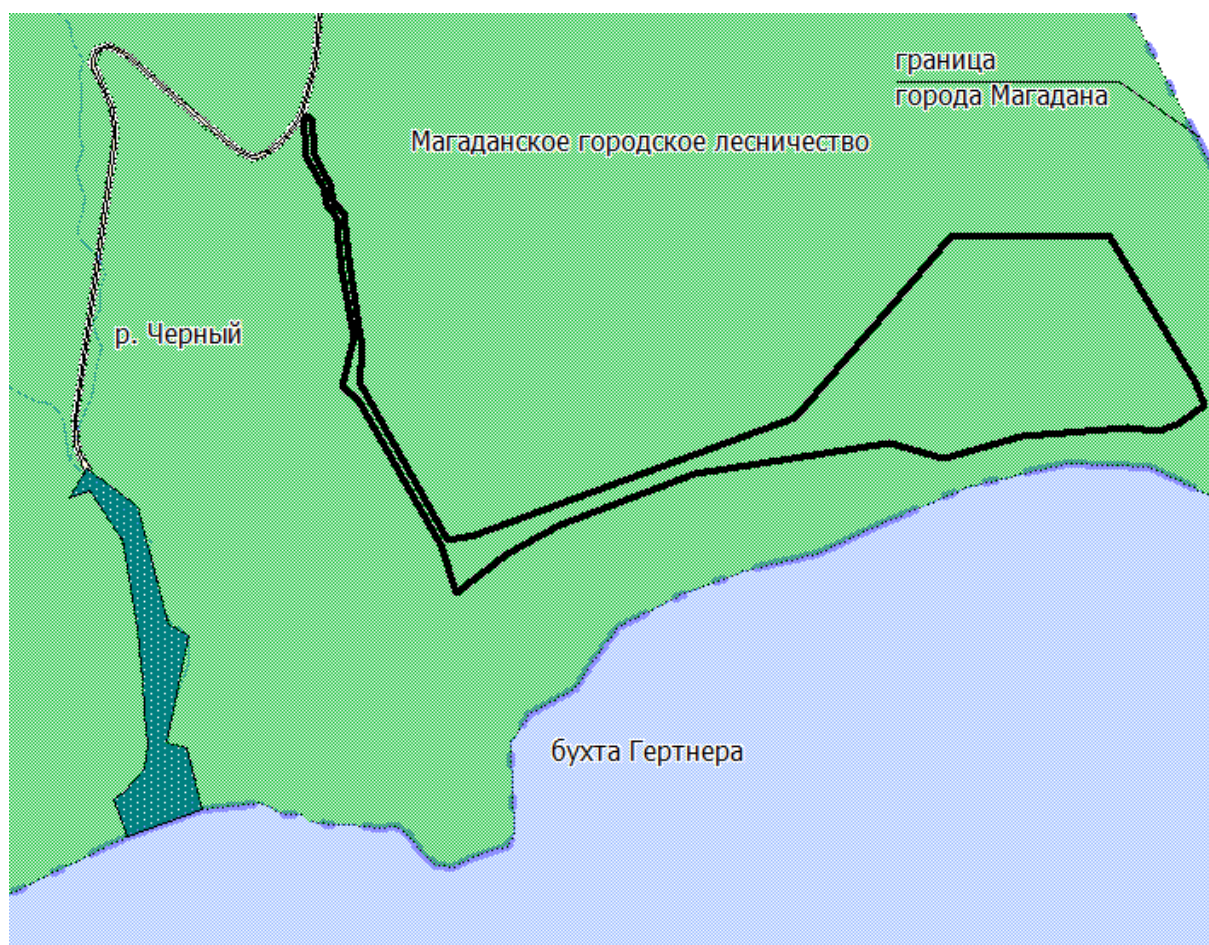 граница
города Магадана
Магаданское городское лесничество
р. Черный
бухта Гертнера